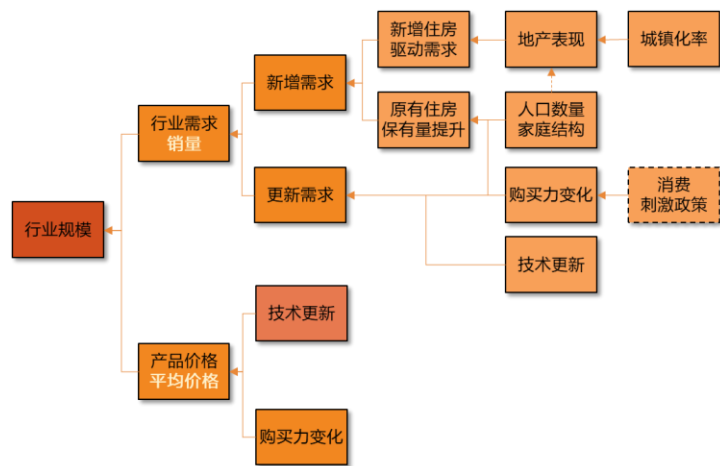 新增住房
驱动需求
地产表现
城镇化率
新增需求
原有住房
保有量提升
人口数量
家庭结构
行业需求
销量
更新需求
购买力变化
消费
刺激政策
行业规模
技术更新
技术更新
产品价格
平均价格
购买力变化